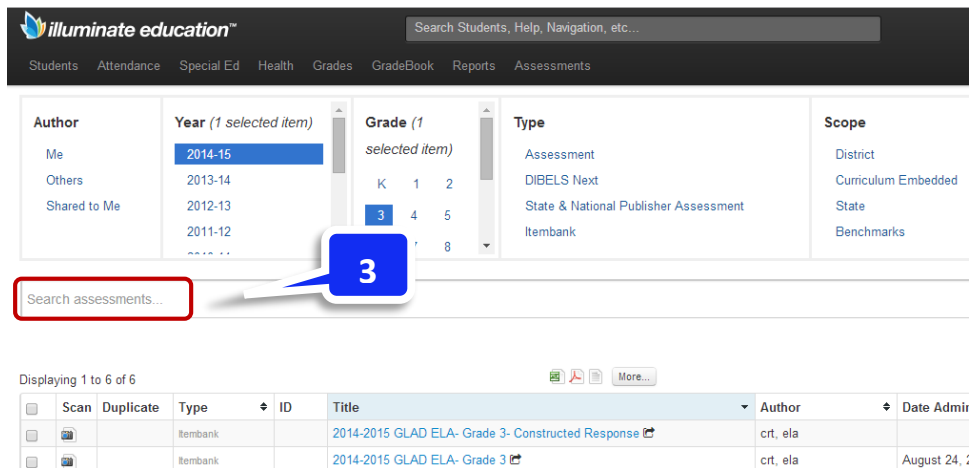 illuminate education™
Search Students, Help, Navigation, etc...
Students Attendance Special Ed Health Grades GradeBook Reports Assessments
Author
Me
Others
Shared to Me
Year (1 selected item)
2014-15
2013-14
2012-13
2011-12
Grade (1
selected item)
K 1 2
3 4 5
8
Type
Assessment
DIBELS Next
State & National Publisher Assessment
Itembank
Scope
District
Curriculum Embedded
State
Benchmarks
3
Search assessments...
Displaying 1 to 6 of 6
More...
Scan Duplicate Type ID Title Author Date Admin
Itembank 2014-2015 GLAD ELA- Grade 3- Constructed Response crt, ela
Itembank 2014-2015 GLAD ELA- Grade 3 crt, ela August 24, 2